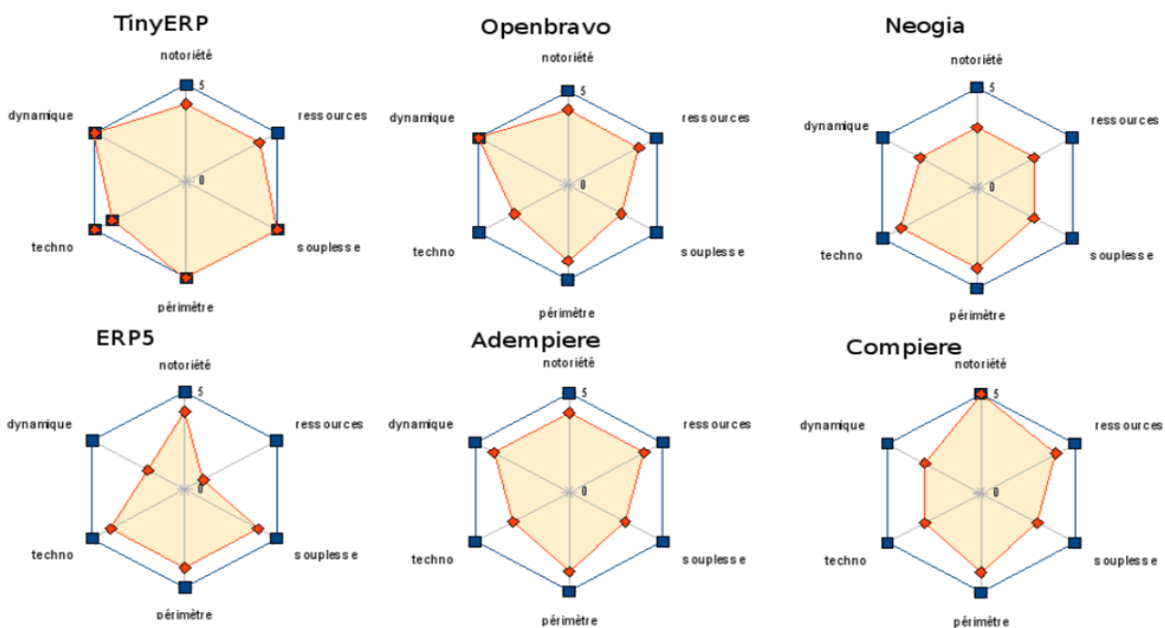 TinyERP
notoriété
5
dynamique
ressources
0
techno
souplesse
périmètre
Openbravo
notoriété
5
dynamique
ressources
0
techno
souplesse
périmètre
Neogia
notoriété
5
dynamique
ressources
0
techno
souplesse
périmètre
ERP5
notoriété
5
dynamique
ressources
0
techno
souplesse
périmètre
Adempiere
notoriété
5
dynamique
ressources
0
techno
souplesse
périmètre
Compiere
notoriété
5
dynamique
ressources
0
techno
souplesse
périmètre